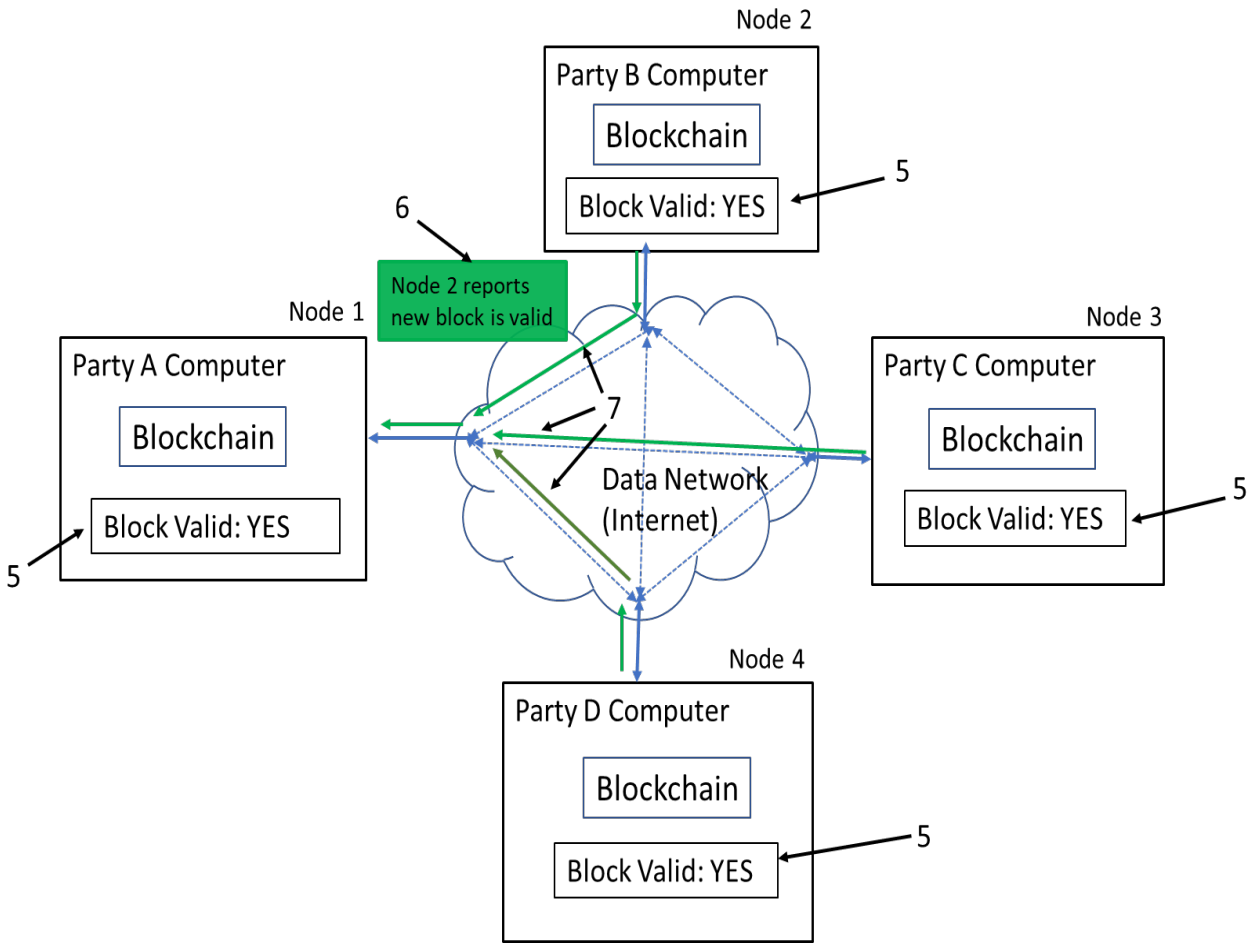 Node 2
Party B Computer
Blockchain
Block Valid: YES
5
6
Node 2 reports
new block is valid
Node 1
Party A Computer
Blockchain
Block Valid: YES
5
7
Data Network
(Internet)
Node 3
Party C Computer
Blockchain
Block Valid: YES
5
Node 4
Party D Computer
Blockchain
Block Valid: YES
5